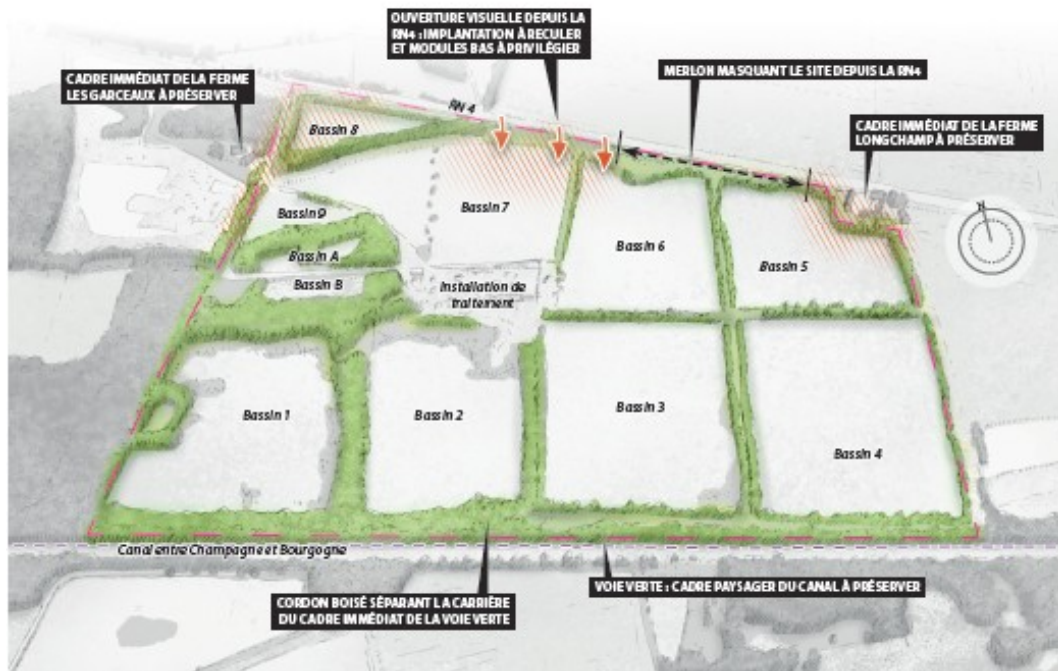 OUVERTURE VISUELLE DEPUIS LA
RN4 : IMPLANTATION À RECULER
ET MODULES BAS À PRIVILÉGIER
CADRE IMMÉDIAT DE LA FERME
LES GARCEAUX À PRÉSERVER
MERLON MASQUANT LE SITE DEPUIS LA RN4
CADRE IMMÉDIAT DE LA FERME
LONGCHAMP À PRÉSERVER
RN 4
Bassin 8
Bassin 7
Bassin 9
Bassin 6
Bassin A
Bassin 5
Bassin B
Installation de
traitement
N
Bassin 1
Bassin 2
Bassin 3
Bassin 4
Canal entre Champagne et Bourgogne
VOIE VERTE : CADRE PAYSAGER DU CANAL À PRÉSERVER
CORDON BOISÉ SÉPARANT LA CARRIÈRE
DU CADRE IMMÉDIAT DE LA VOIE VERTE